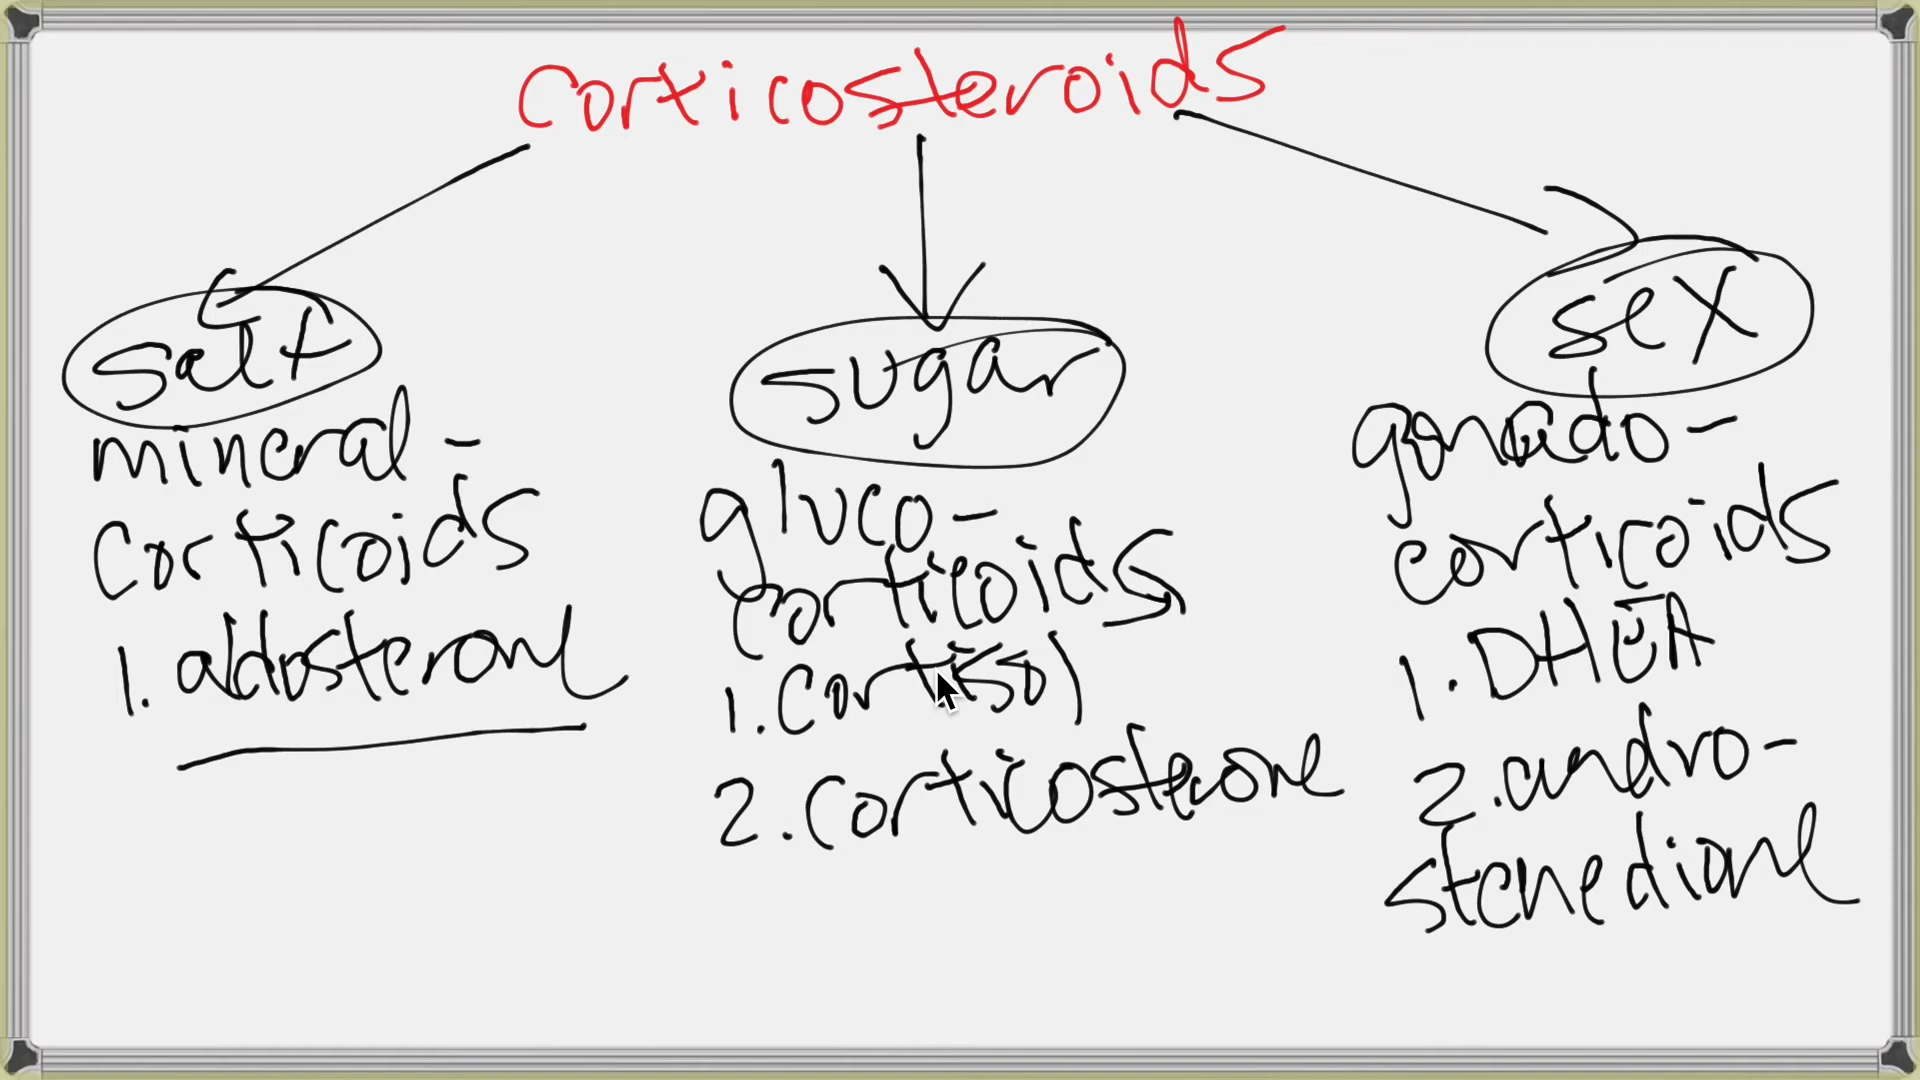 corticosteroids
salt
mineral-
corticoids
1. aldosterone
sugar
gluco-
corticoids
1. cortisol
2. corticosterone
sex
gonado-
corticoids
1. DHEA
2. andro-
stenedione